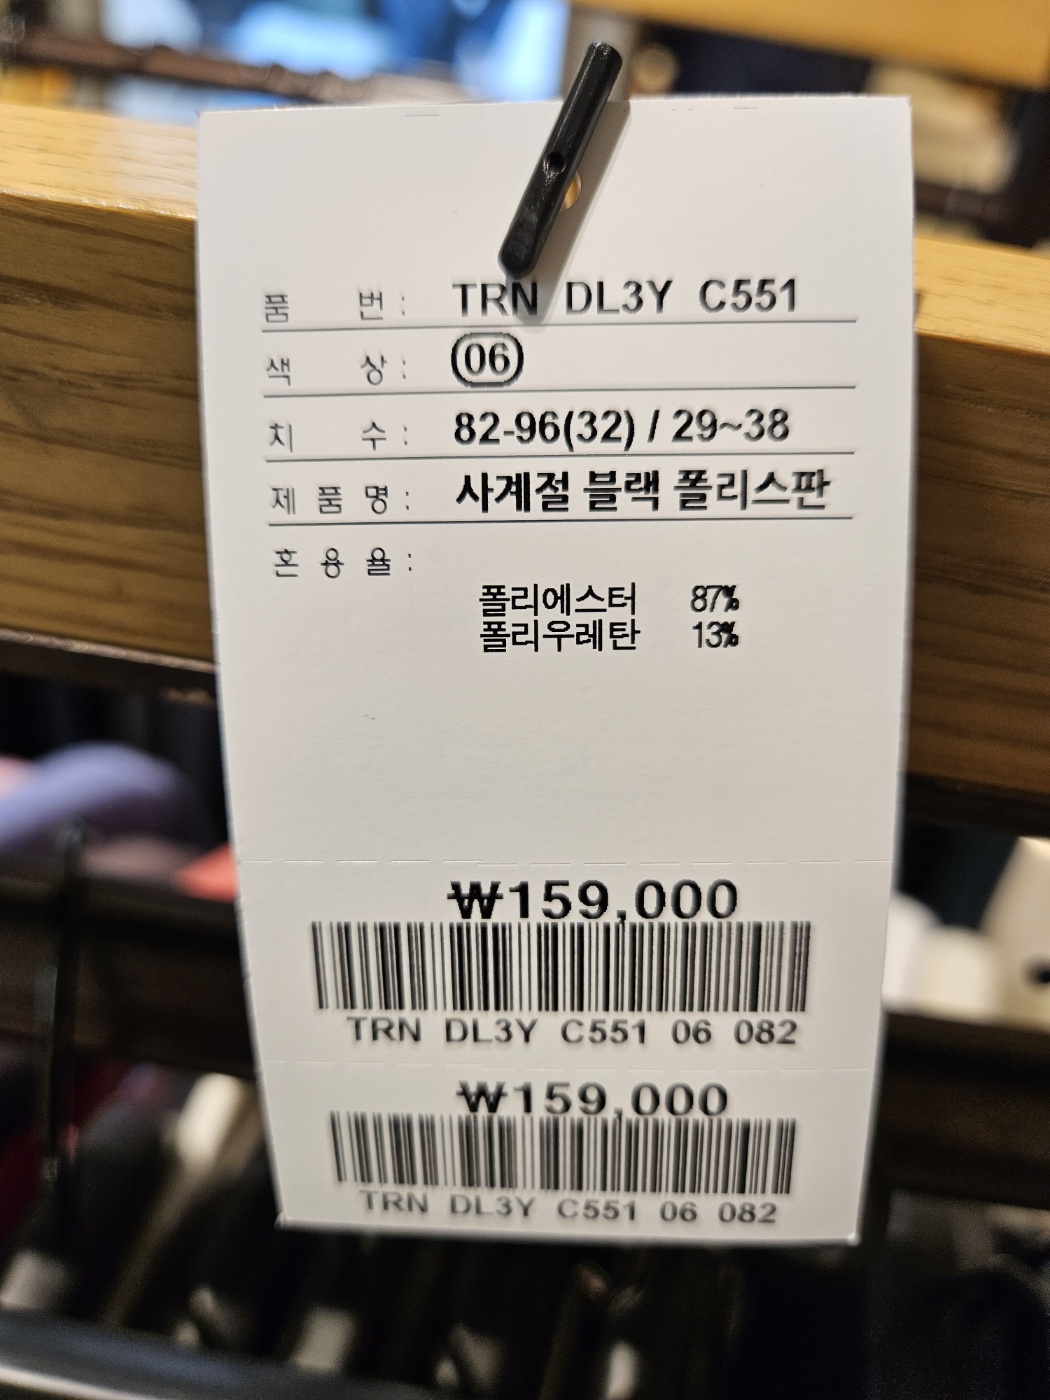 품 번 : TRN DL3Y C551
색 상 : 06
치 수 : 82-96(32) / 29~38
제 품 명 : 사계절 블랙 폴리스판
혼 용 율 :
폴리에스터 87%
폴리우레탄 13%
₩159,000
TRN DL3Y C551 06 082
₩159,000
TRN DL3Y C551 06 082